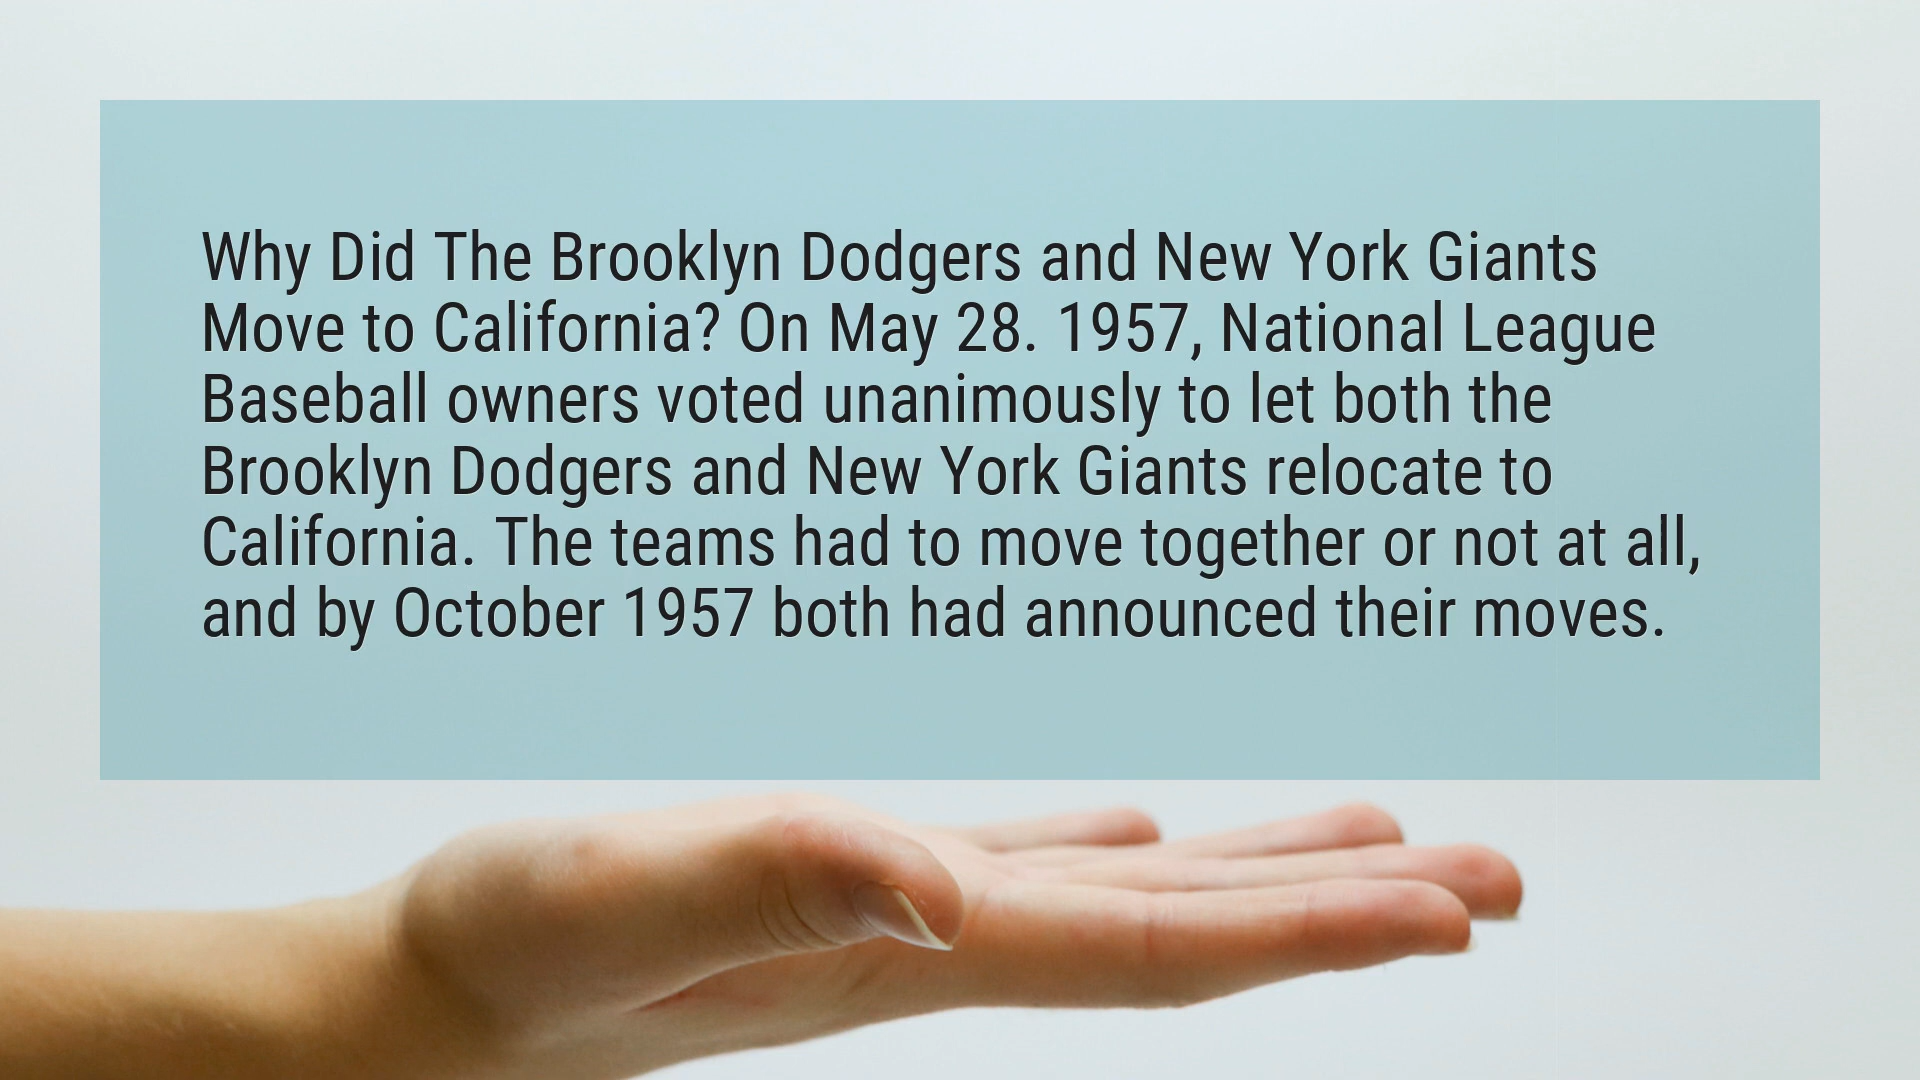 Why Did The Brooklyn Dodgers and New York Giants
Move to California? On May 28. 1957, National League
Baseball owners voted unanimously to let both the
Brooklyn Dodgers and New York Giants relocate to
California. The teams had to move together or not at all,
and by October 1957 both had announced their moves.